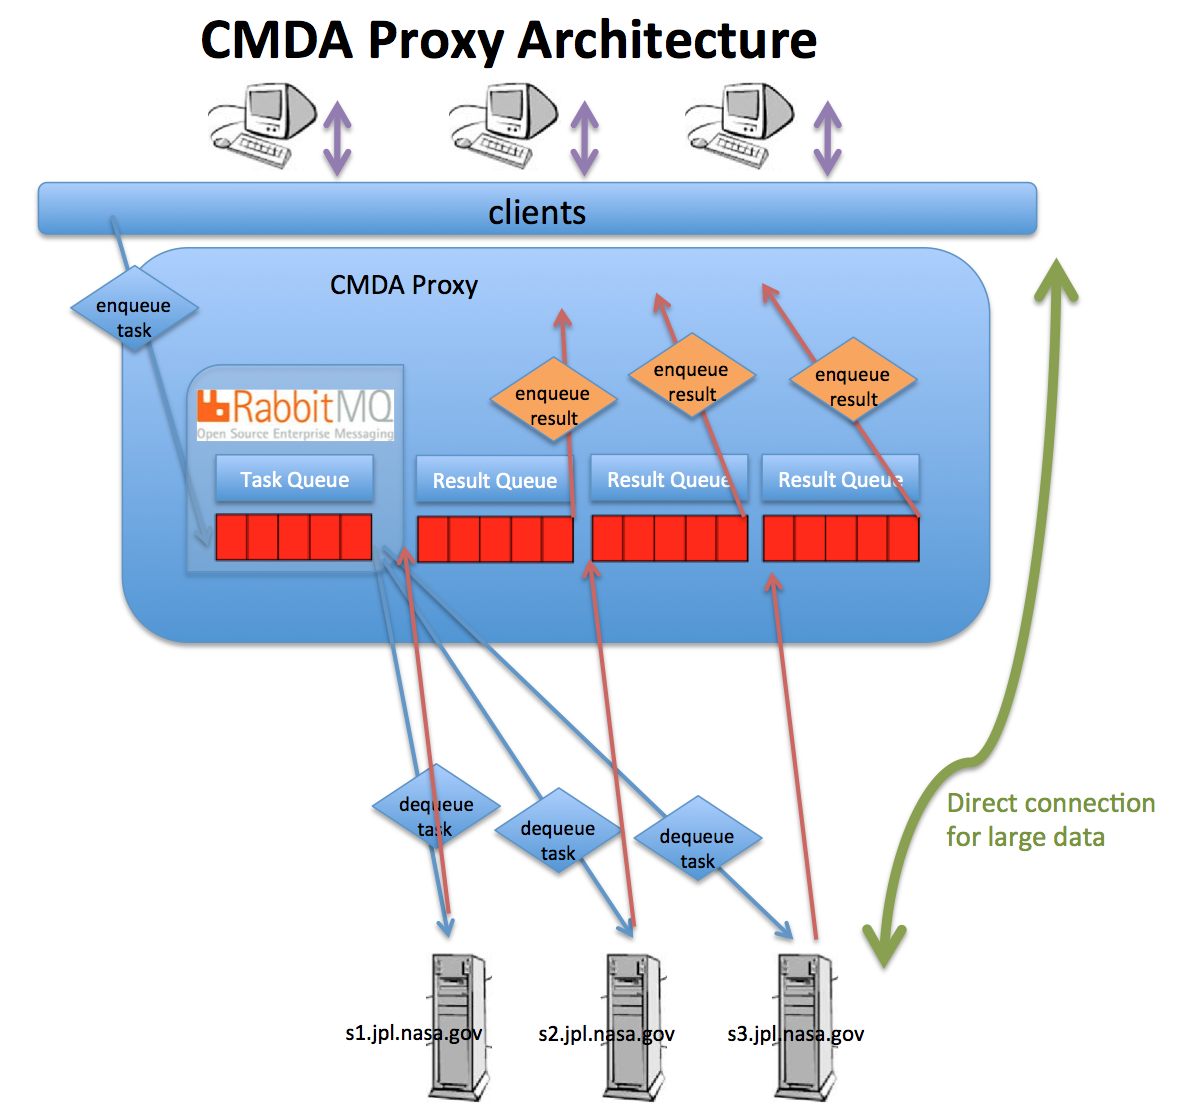 CMDA Proxy Architecture
clients
CMDA Proxy
enqueue
task
enqueue
result
enqueue
result
enqueue
result
RabbitMQ
Open Source Enterprise Messaging
Task Queue
Result Queue
Result Queue
Result Queue
dequeue
task
dequeue
task
dequeue
task
Direct connection
for large data
s1.jpl.nasa.gov
s2.jpl.nasa.gov
s3.jpl.nasa.gov